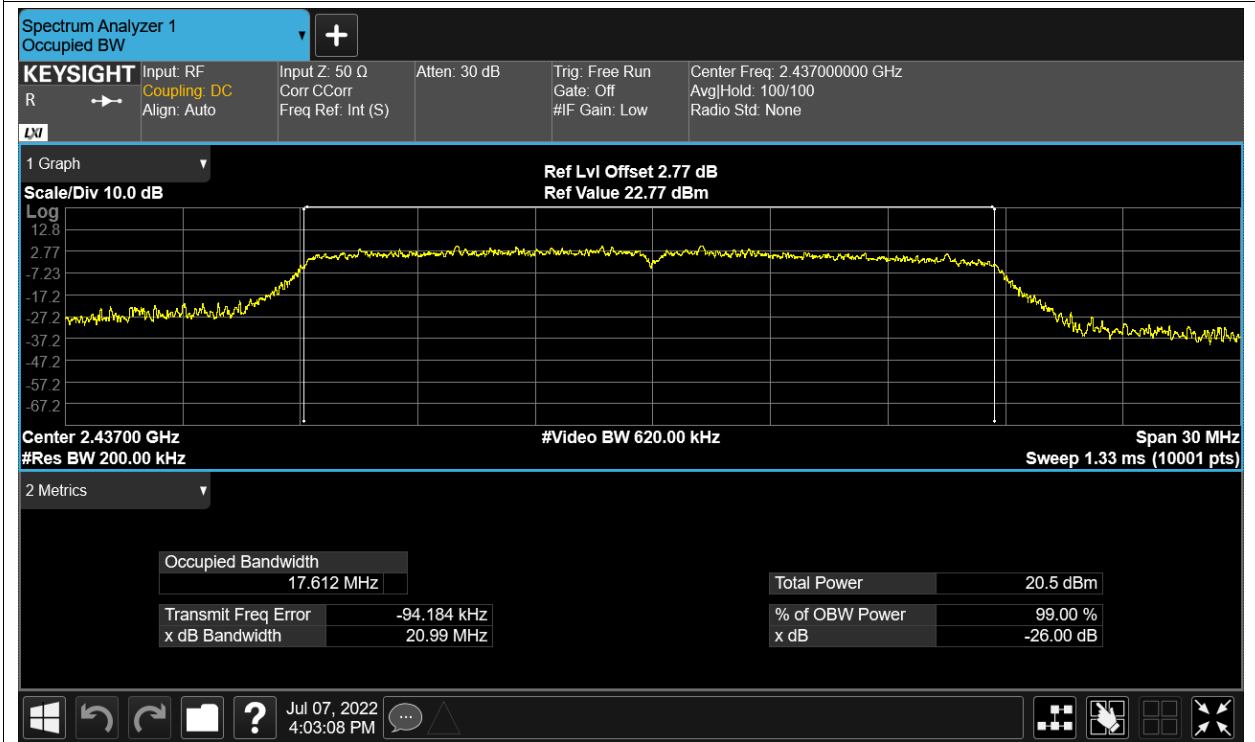 Spectrum Analyzer 1
Occupied BW
KEYSIGHT
R
LXI
Input: RF
Coupling: DC
Align: Auto
Input Z: 50 Ω
Corr CCorr
Freq Ref: Int (S)
Atten: 30 dB
Trig: Free Run
Gate: Off
#IF Gain: Low
Center Freq: 2.437000000 GHz
Avg|Hold: 100/100
Radio Std: None
1 Graph
Scale/Div 10.0 dB
Ref Lvl Offset 2.77 dB
Ref Value 22.77 dBm
Log
12.8
2.77
-7.23
-17.2
-27.2
-37.2
-47.2
-57.2
-67.2
Center 2.43700 GHz
#Res BW 200.00 kHz
#Video BW 620.00 kHz
Span 30 MHz
Sweep 1.33 ms (10001 pts)
2 Metrics
Occupied Bandwidth
17.612 MHz
Transmit Freq Error -94.184 kHz
x dB Bandwidth 20.99 MHz
Total Power 20.5 dBm
% of OBW Power 99.00 %
x dB -26.00 dB
?
Jul 07, 2022
4:03:08 PM